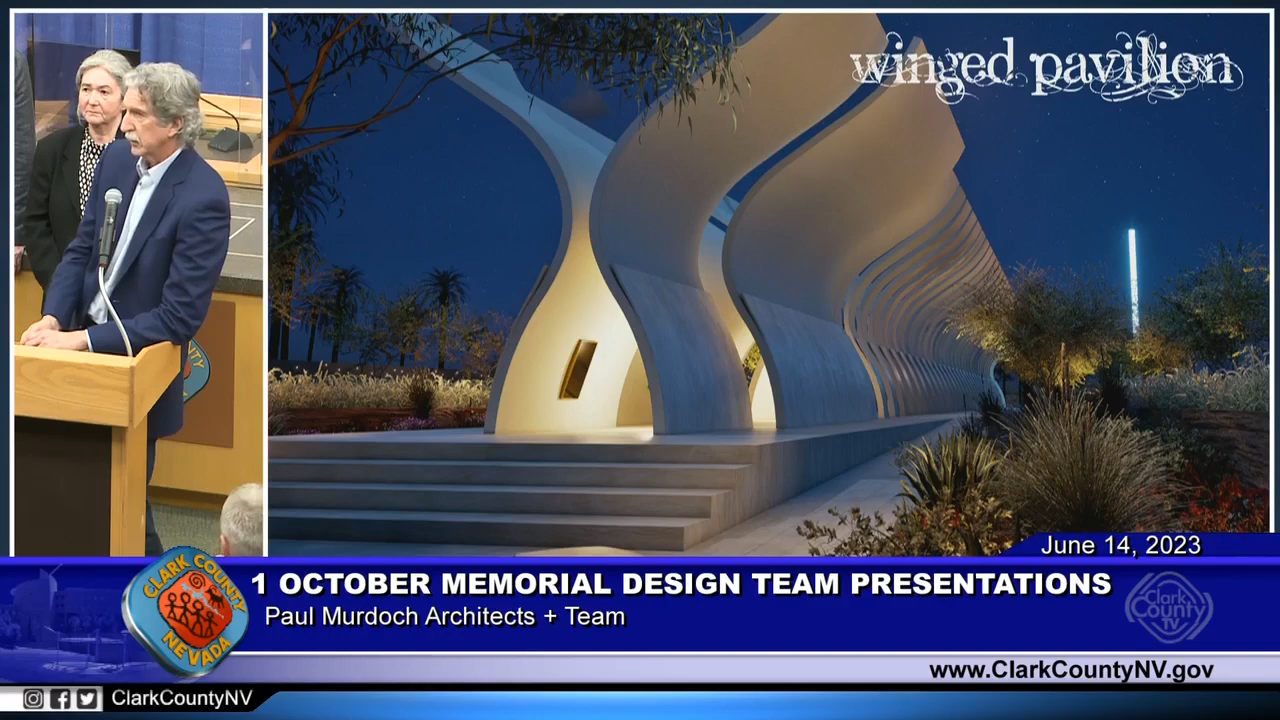 winged pavilion
June 14, 2023
1 OCTOBER MEMORIAL DESIGN TEAM PRESENTATIONS
Paul Murdoch Architects + Team
CLARK COUNTY
NEVADA
Clark
County
TV
www.ClarkCountyNV.gov
ClarkCountyNV